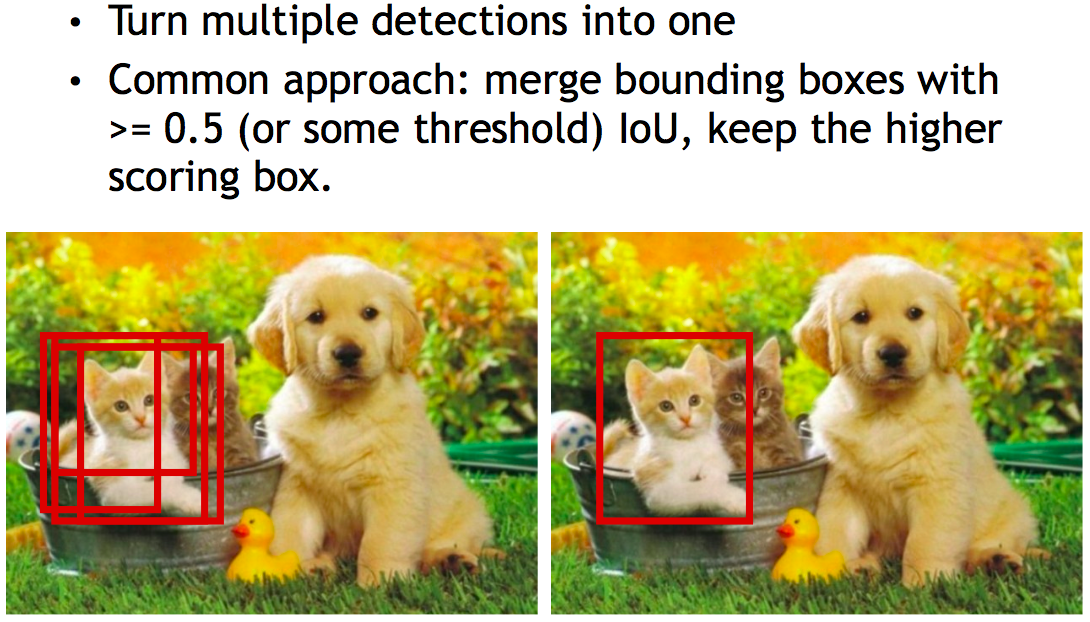 • Turn multiple detections into one
• Common approach: merge bounding boxes with
>= 0.5 (or some threshold) IoU, keep the higher
scoring box.